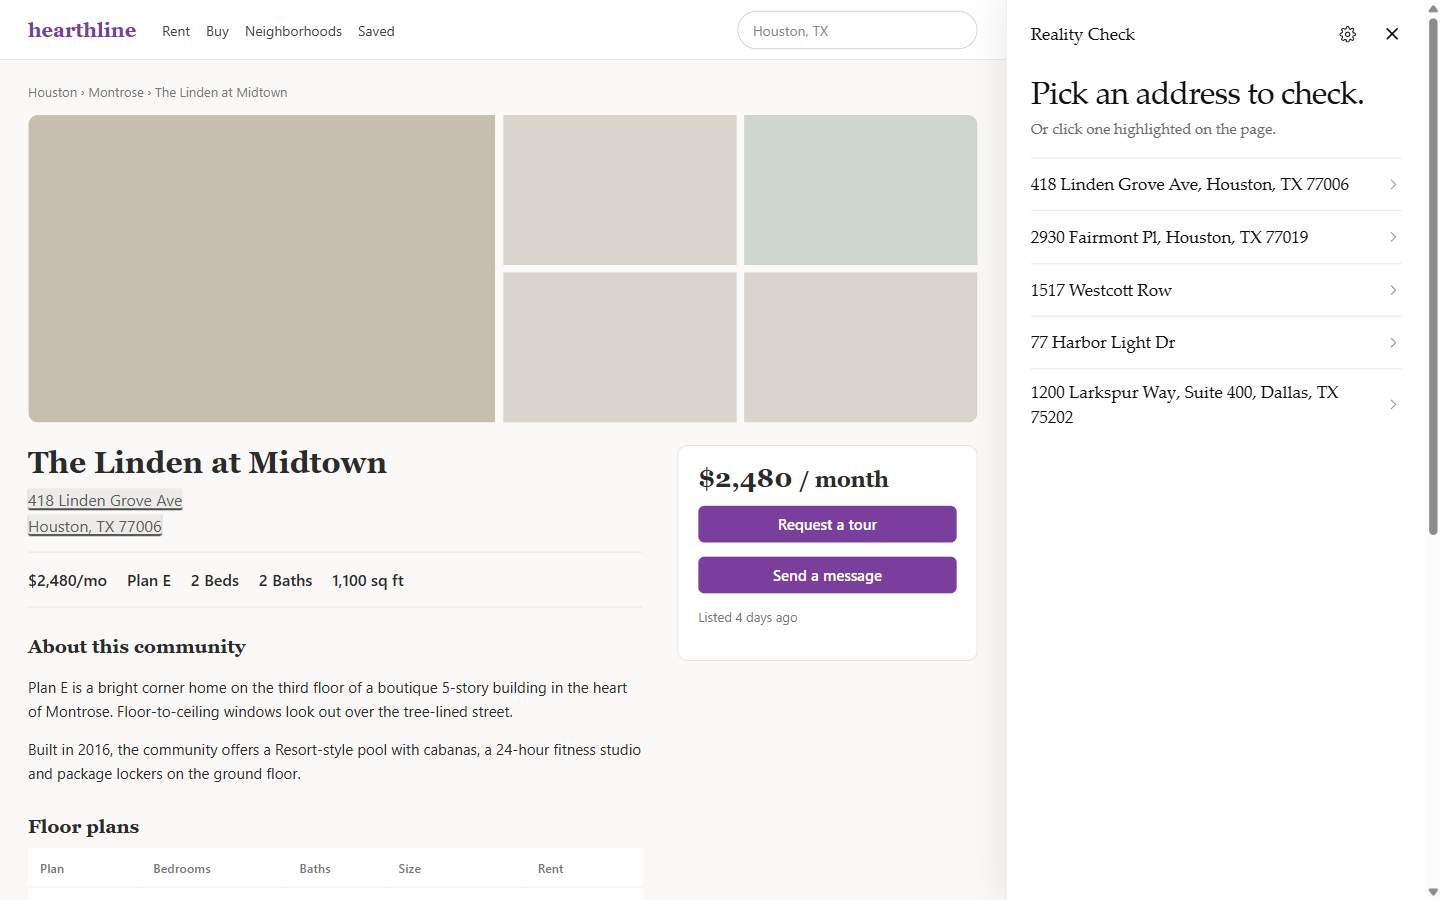 hearthline
Rent
Buy
Neighborhoods
Saved
Houston, TX
Houston › Montrose › The Linden at Midtown
The Linden at Midtown
418 Linden Grove Ave
Houston, TX 77006
$2,480/mo
Plan E
2 Beds
2 Baths
1,100 sq ft
About this community
Plan E is a bright corner home on the third floor of a boutique 5-story building in the heart
of Montrose. Floor-to-ceiling windows look out over the tree-lined street.
Built in 2016, the community offers a Resort-style pool with cabanas, a 24-hour fitness studio
and package lockers on the ground floor.
Floor plans
Plan
Bedrooms
Baths
Size
Rent
$2,480 / month
Request a tour
Send a message
Listed 4 days ago
Reality Check
Pick an address to check.
Or click one highlighted on the page.
418 Linden Grove Ave, Houston, TX 77006
2930 Fairmont Pl, Houston, TX 77019
1517 Westcott Row
77 Harbor Light Dr
1200 Larkspur Way, Suite 400, Dallas, TX
75202